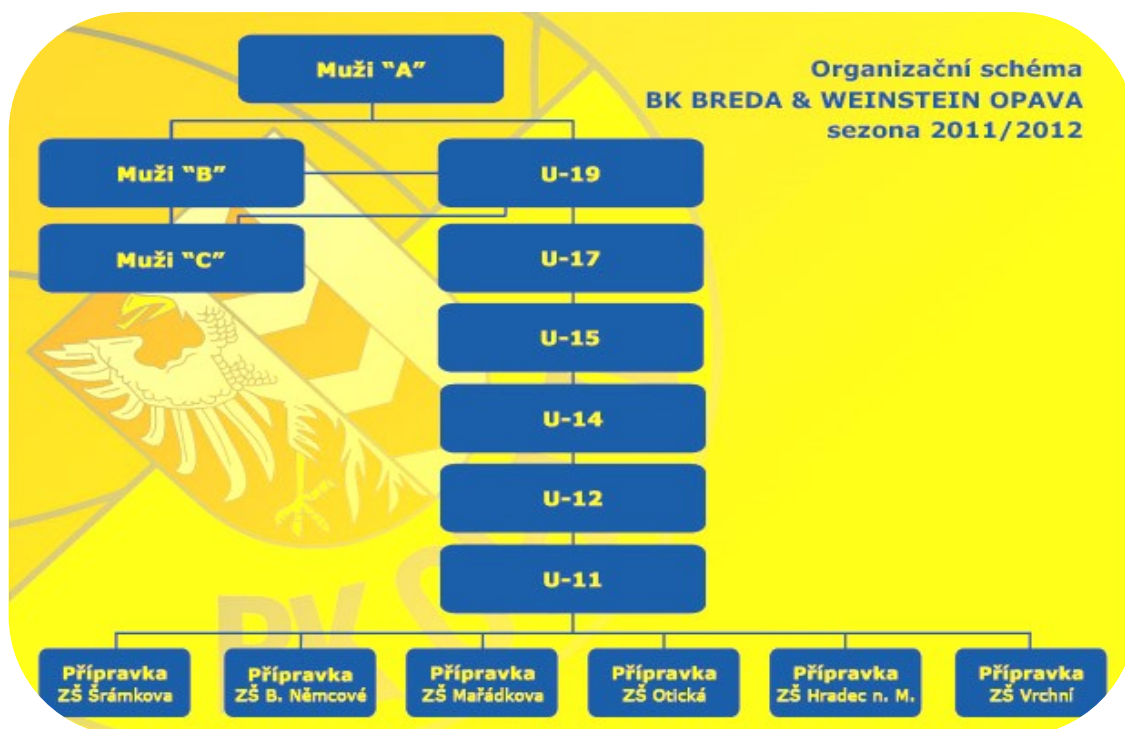 Muži “A”
Organizační schéma
BK BREDA & WEINSTEIN OPAVA
sezona 2011/2012
Muži “B”
U-19
Muži “C”
U-17
U-15
U-14
U-12
U-11
Přípravka
ZŠ Šrámkova
Přípravka
ZŠ B. Němcové
Přípravka
ZŠ Mařádkova
Přípravka
ZŠ Otická
Přípravka
ZŠ Hradec n. M.
Přípravka
ZŠ Vrchní